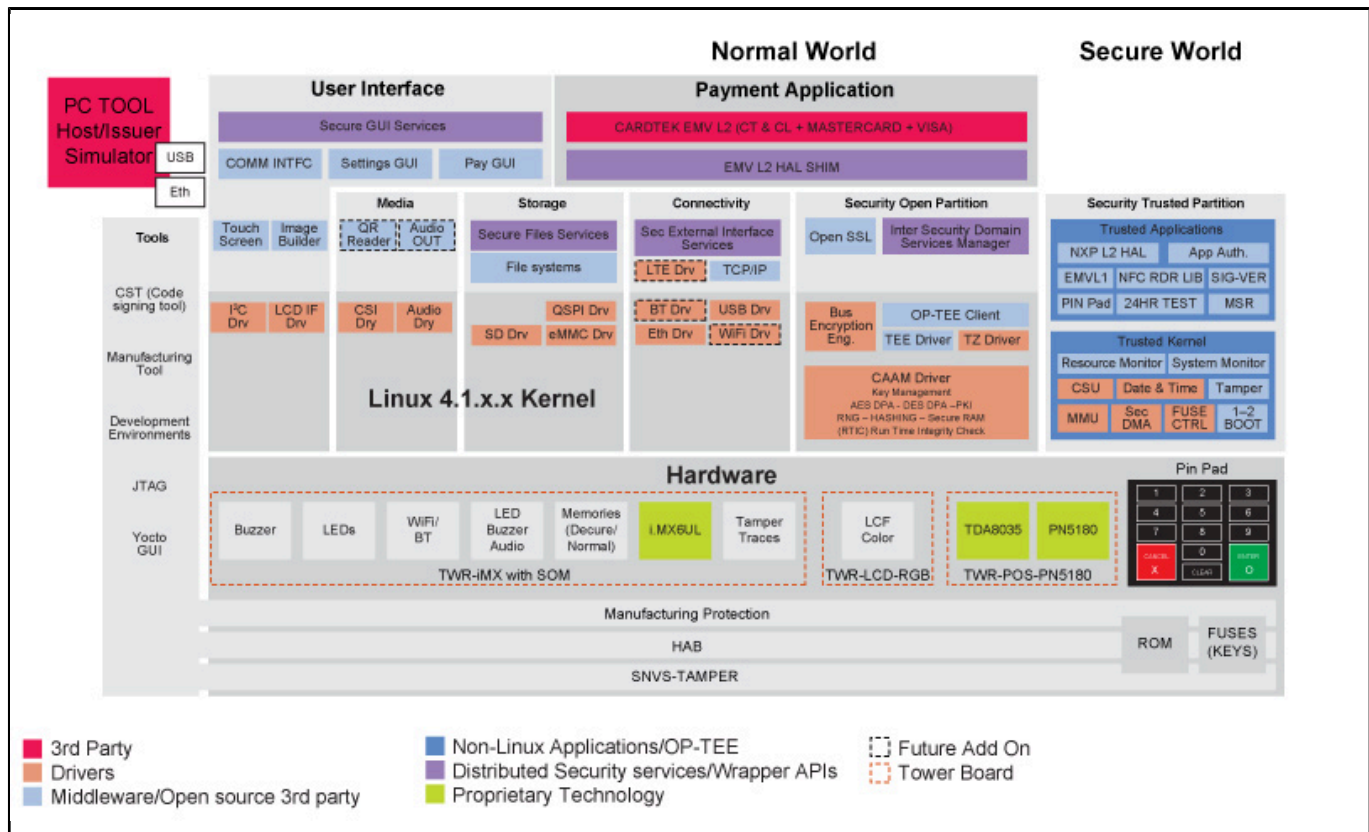 Normal World
Secure World
PC TOOL
Host/Issuer
Simulator
USB
Eth
User Interface
Secure GUI Services
COMM INTFC
Settings GUI
Pay GUI
Payment Application
CARDTEK EMV L2 (CT & CL + MASTERCARD + VISA)
EMV L2 HAL SHIM
Tools
CST (Code
signing tool)
Manufacturing
Tool
Development
Environments
JTAG
Yocto
GUI
Touch
Screen
Image
Builder
I²C
Drv
LCD IF
Drv
Media
QR
Reader
Audio
OUT
CSI
Dry
Audio
Dry
Storage
Secure Files Services
File systems
QSPI Drv
SD Drv
eMMC Drv
Connectivity
Sec External Interface
Services
LTE Drv
TCP/IP
BT Drv
USB Drv
Eth Drv
WiFi Drv
Linux 4.1.x.x Kernel
Security Open Partition
Open SSL
Inter Security Domain
Services Manager
Bus
Encryption
Eng.
OP-TEE Client
TEE Driver
TZ Driver
CAAM Driver
Key Management
AES DPA – DES DPA –PKI
RNG – HASHING – Secure RAM
(RTIC) Run Time Integrity Check
Security Trusted Partition
Trusted Applications
NXP L2 HAL
App Auth.
EMVL1
NFC RDR LIB
SIG-VER
PIN Pad
24HR TEST
MSR
Trusted Kernel
Resource Monitor
System Monitor
CSU
Date & Time
Tamper
MMU
Sec
DMA
FUSE
CTRL
1–2
BOOT
Hardware
Buzzer
LEDs
WiFi/
BT
LED
Buzzer
Audio
Memories
(Decure/
Normal)
i.MX6UL
Tamper
Traces
TWR-iMX with SOM
LCF
Color
TWR-LCD-RGB
TDA8035
PN5180
TWR-POS-PN5180
Pin Pad
1 2 3
4 5 6
7 8 9
CANCEL
X
0
CLEAR
ENTER
O
Manufacturing Protection
HAB
SNVS-TAMPER
ROM
FUSES
(KEYS)
3rd Party
Drivers
Middleware/Open source 3rd party
Non-Linux Applications/OP-TEE
Distributed Security services/Wrapper APIs
Proprietary Technology
Future Add On
Tower Board